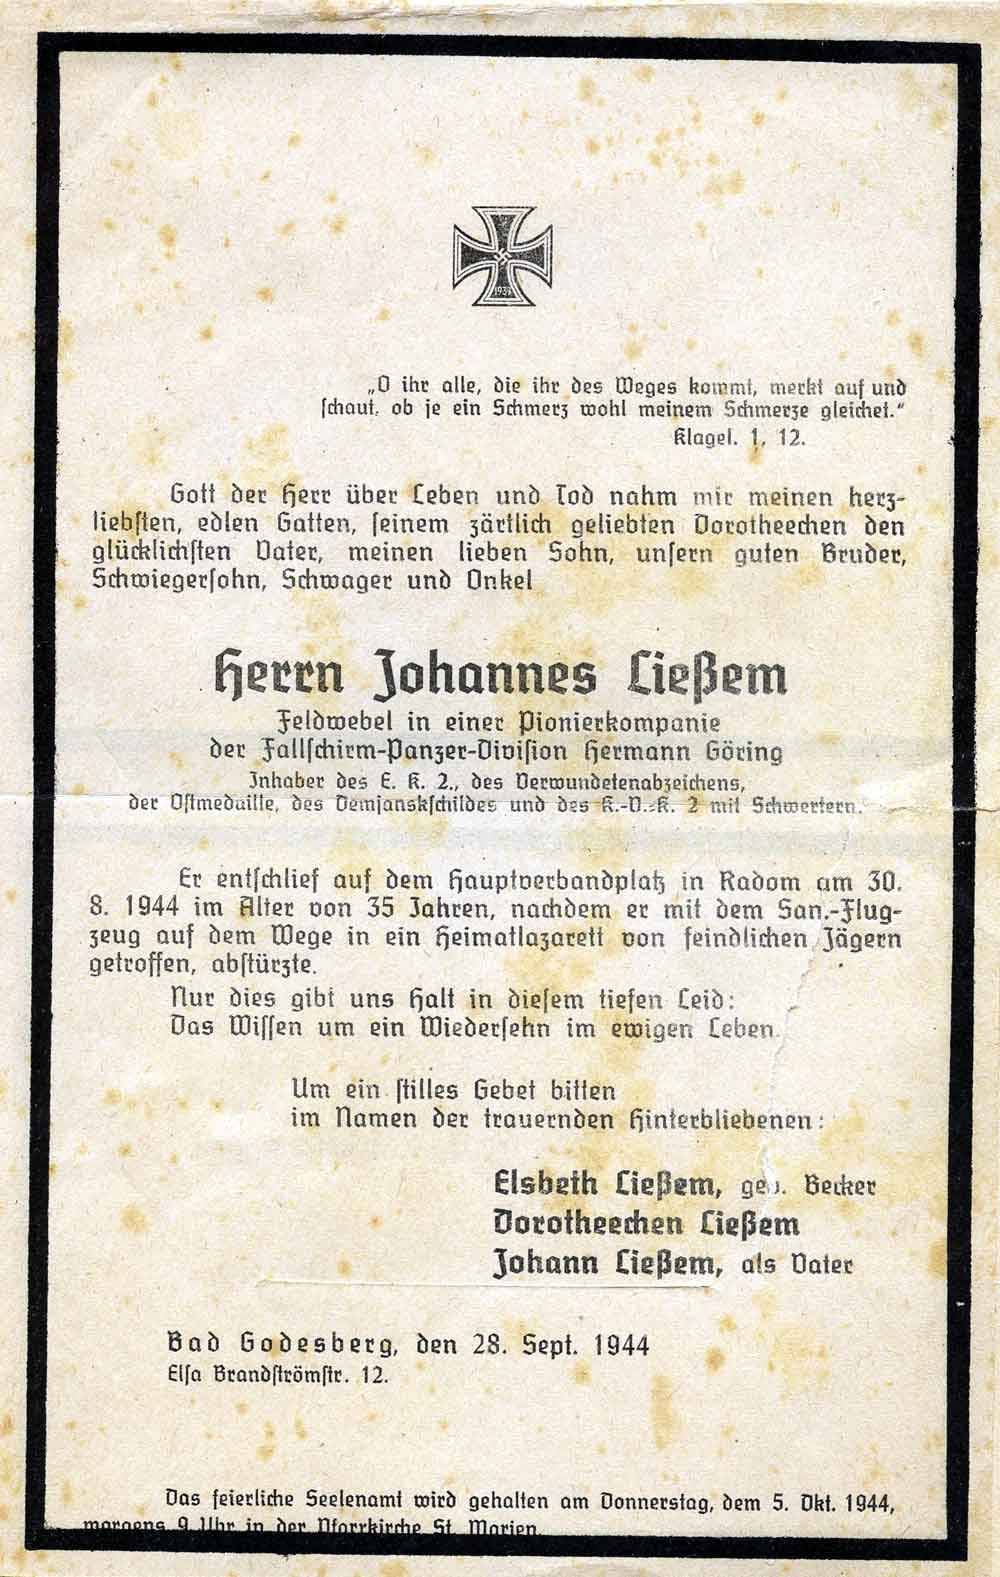 1939
„O ihr alle, die ihr des Weges kommt, merkt auf und
schaut, ob je ein Schmerz wohl meinem Schmerze gleichet.“
Klagel. 1, 12.
Gott der Herr über Leben und Tod nahm mir meinen herz-
liebsten, edlen Gatten, seinem zärtlich geliebten Dorotheechen den
glücklichsten Vater, meinen lieben Sohn, unsern guten Bruder,
Schwiegersohn, Schwager und Onkel
Herrn Johannes Ließem
Feldwebel in einer Pionierkompanie
der Fallschirm-Panzer-Division Hermann Göring
Inhaber des E. K. 2., des Verwundetenabzeichens,
der Ostmedaille, des Demjanskschildes und des K.-V.-K. 2 mit Schwertern.
Er entschlief auf dem Hauptverbandplatz in Radom am 30.
8. 1944 im Alter von 35 Jahren, nachdem er mit dem San.-Flug-
zeug auf dem Wege in ein Heimatlazarett von feindlichen Jägern
getroffen, abstürzte.
Nur dies gibt uns Halt in diesem tiefen Leid:
Das Wissen um ein Wiedersehn im ewigen Leben.
Um ein stilles Gebet bitten
im Namen der trauernden Hinterbliebenen:
Elsbeth Ließem, geb. Becker
Dorotheechen Ließem
Johann Ließem, als Vater
Bad Godesberg, den 28. Sept. 1944
Elsa Brandströmstr. 12.
Das feierliche Seelenamt wird gehalten am Donnerstag, dem 5. Okt. 1944,
morgens 9 Uhr in der Pfarrkirche St. Marien.